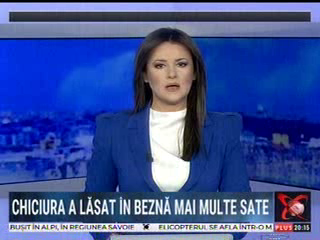 CHICIURA A LĂSAT ÎN BEZNĂ MAI MULTE SATE
BUȘIT ÎN ALPI, ÎN REGIUNEA SAVOIE ELICOPTERUL SE AFLA ÎNTR-O M
PLUS 20:15